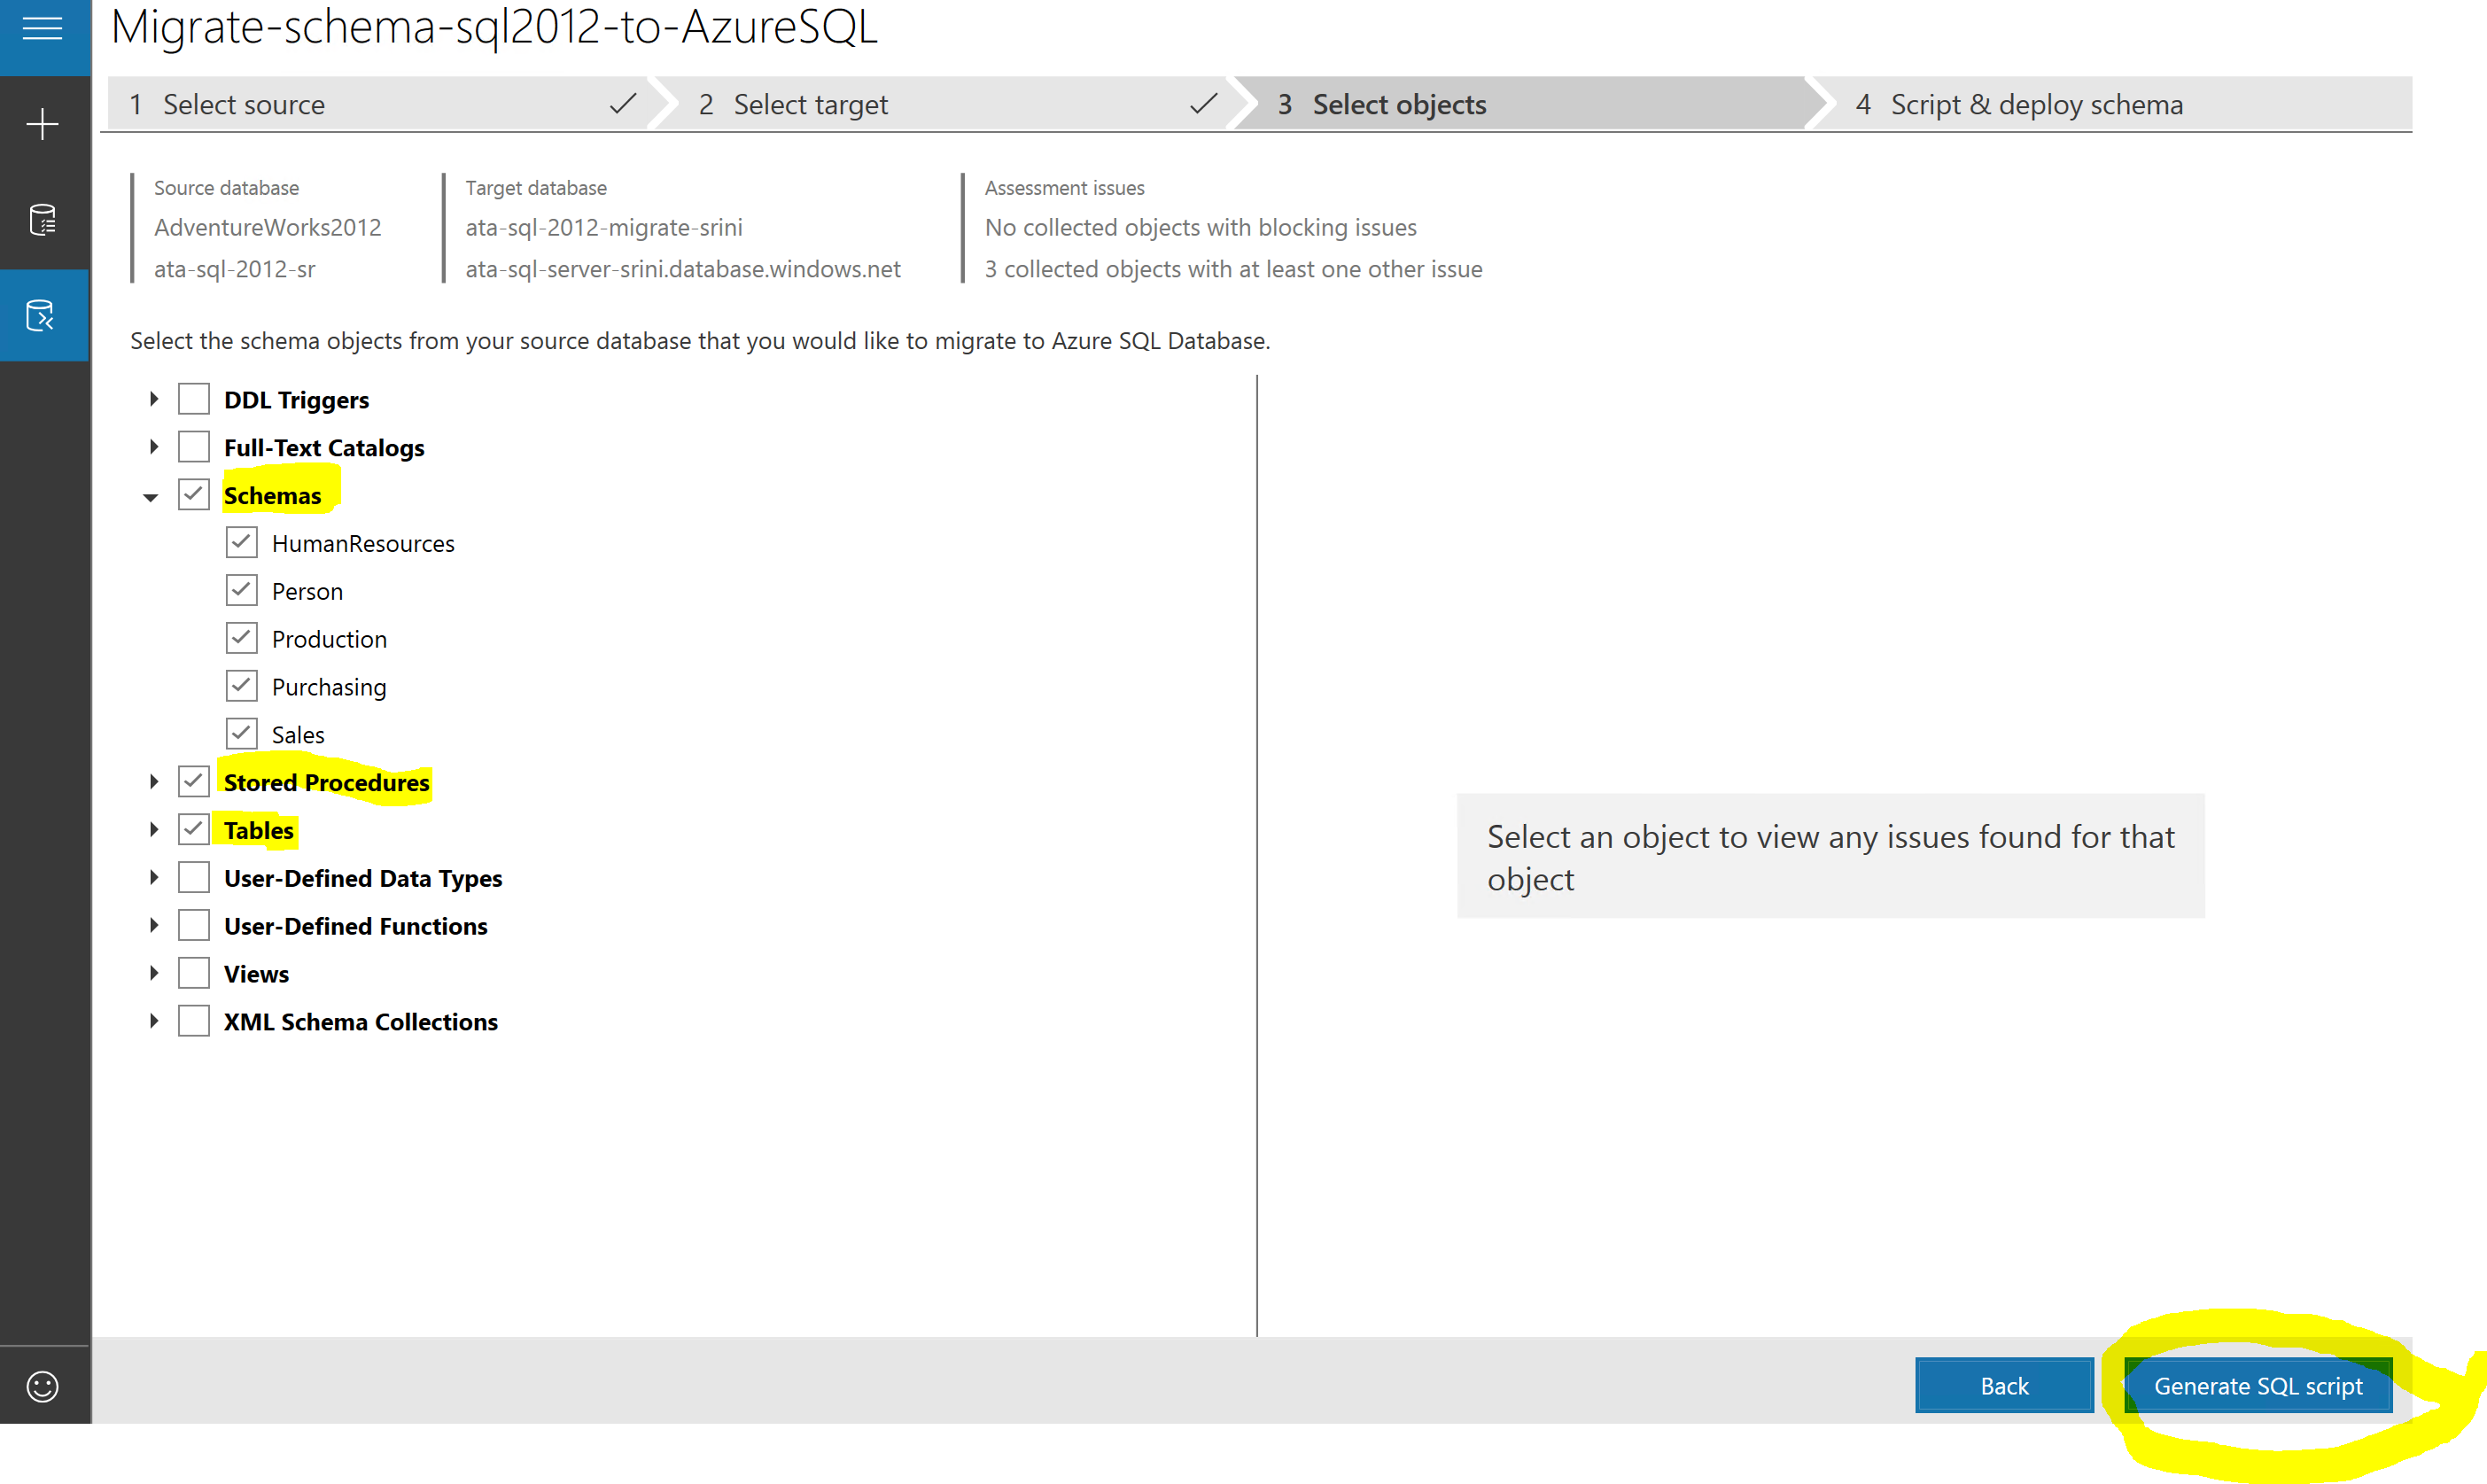 Migrate-schema-sql2012-to-AzureSQL
1 Select source
2 Select target
3 Select objects
4 Script & deploy schema
Source database
AdventureWorks2012
ata-sql-2012-sr
Target database
ata-sql-2012-migrate-srini
ata-sql-server-srini.database.windows.net
Assessment issues
No collected objects with blocking issues
3 collected objects with at least one other issue
Select the schema objects from your source database that you would like to migrate to Azure SQL Database.
DDL Triggers
Full-Text Catalogs
Schemas
HumanResources
Person
Production
Purchasing
Sales
Stored Procedures
Tables
User-Defined Data Types
User-Defined Functions
Views
XML Schema Collections
Select an object to view any issues found for that
object
Back
Generate SQL script